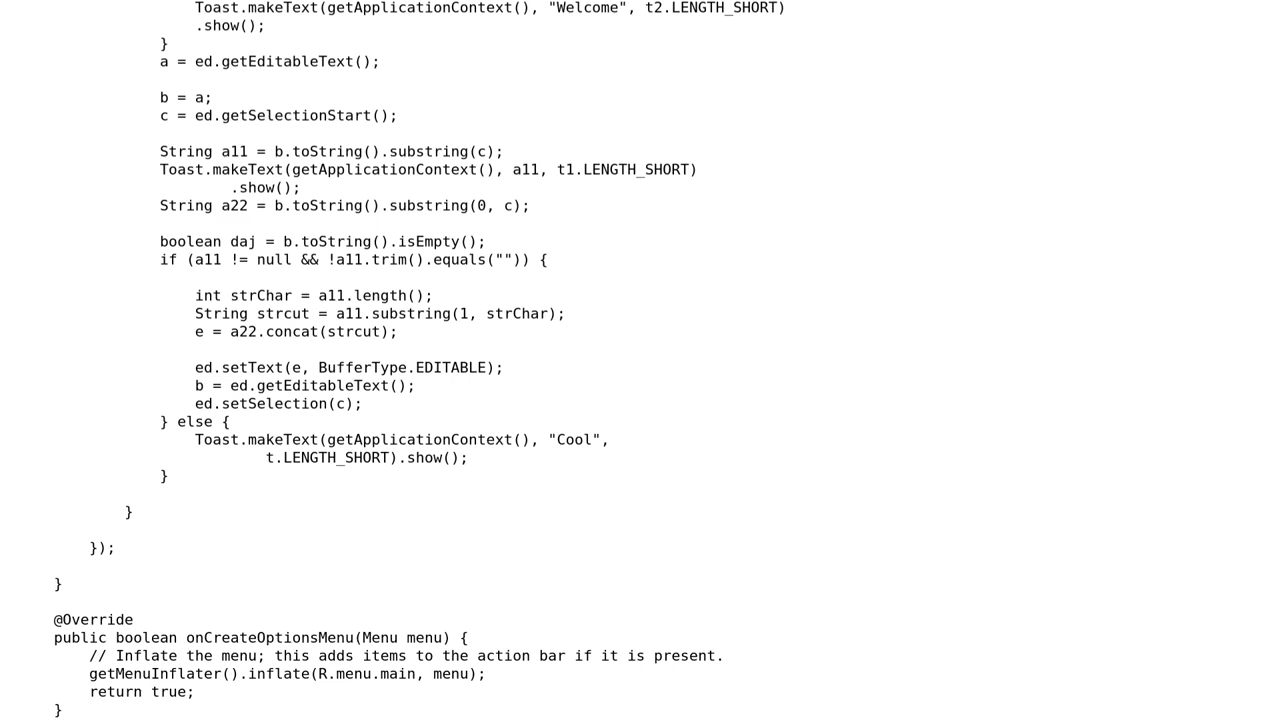 Toast.makeText(getApplicationContext(), "Welcome", t2.LENGTH_SHORT)
.show();
}
a = ed.getEditableText();
b = a;
c = ed.getSelectionStart();
String a11 = b.toString().substring(c);
Toast.makeText(getApplicationContext(), a11, t1.LENGTH_SHORT)
.show();
String a22 = b.toString().substring(0, c);
boolean daj = b.toString().isEmpty();
if (a11 != null && !a11.trim().equals("")) {
int strChar = a11.length();
String strcut = a11.substring(1, strChar);
e = a22.concat(strcut);
ed.setText(e, BufferType.EDITABLE);
b = ed.getEditableText();
ed.setSelection(c);
} else {
Toast.makeText(getApplicationContext(), "Cool",
t.LENGTH_SHORT).show();
}
}
});
}
@Override
public boolean onCreateOptionsMenu(Menu menu) {
// Inflate the menu; this adds items to the action bar if it is present.
getMenuInflater().inflate(R.menu.main, menu);
return true;
}